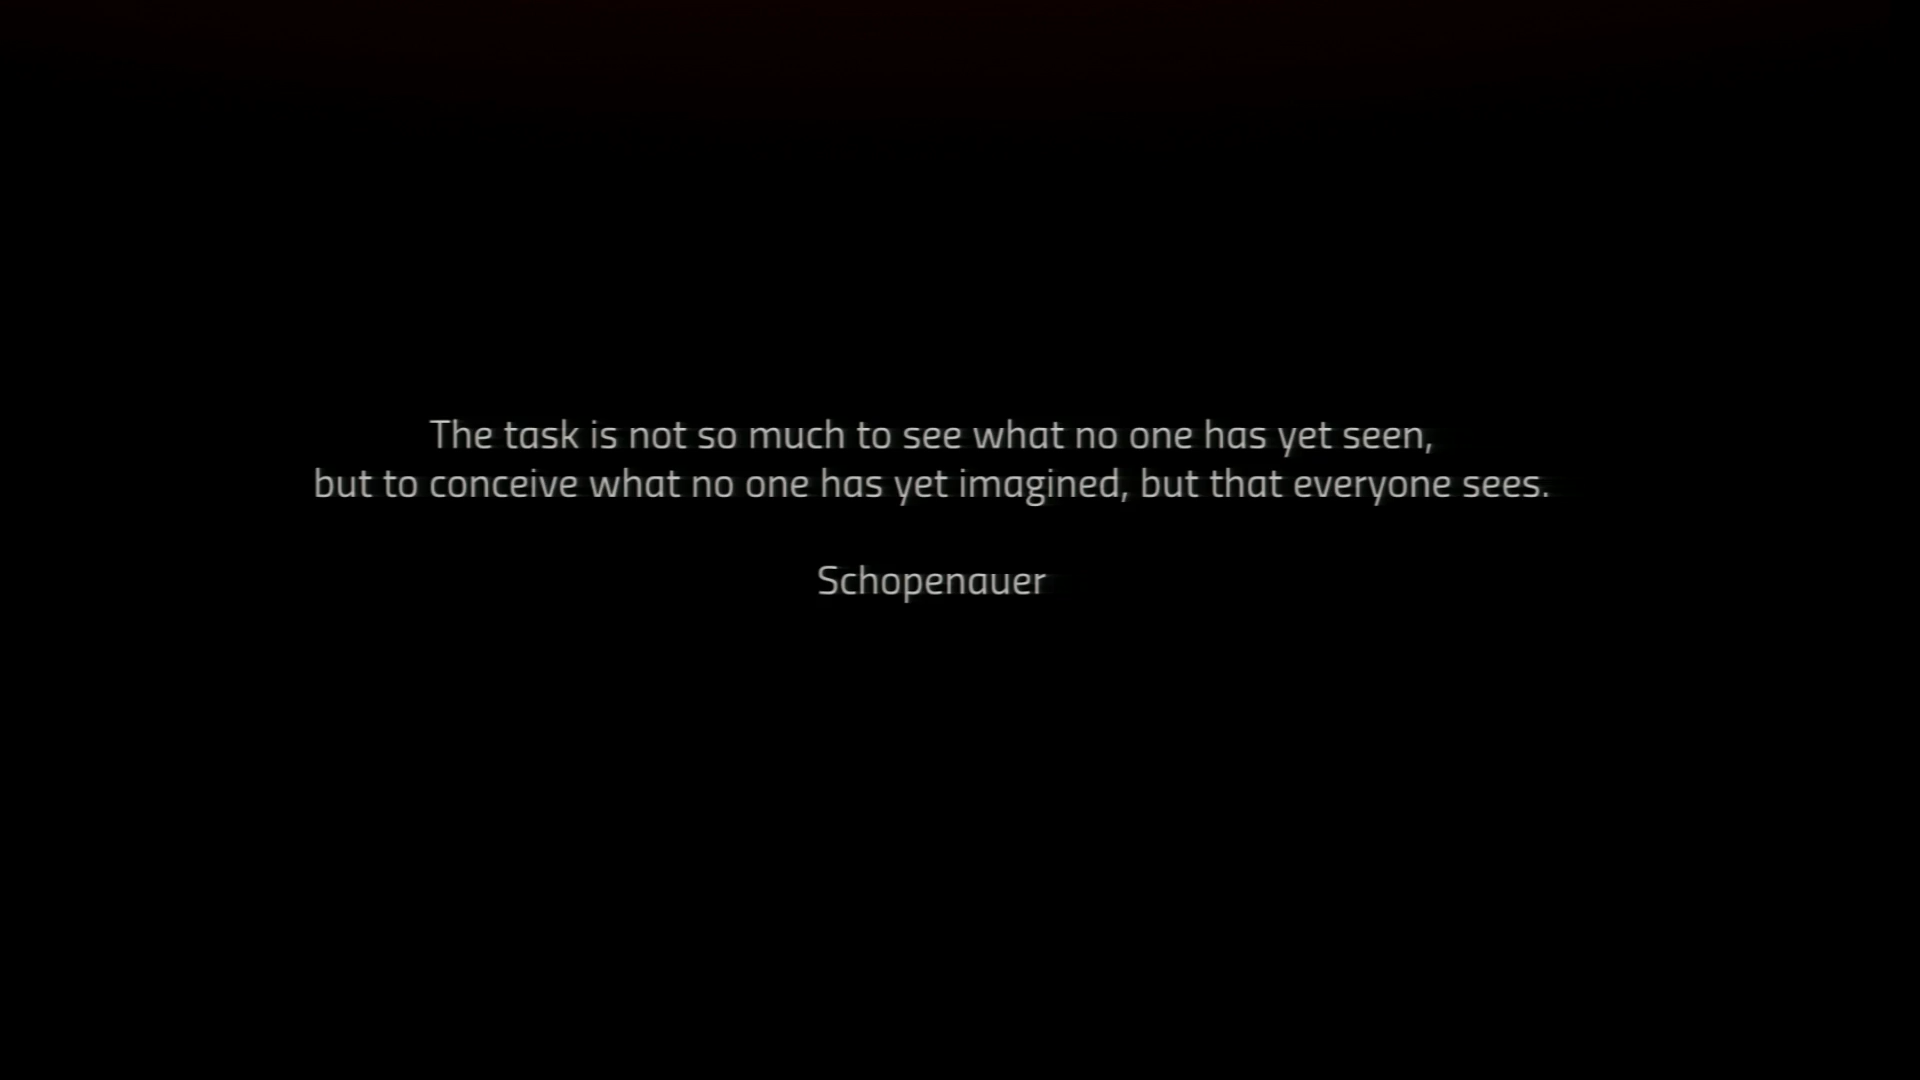 The task is not so much to see what no one has yet seen,
but to conceive what no one has yet imagined, but that everyone sees.
Schopenauer